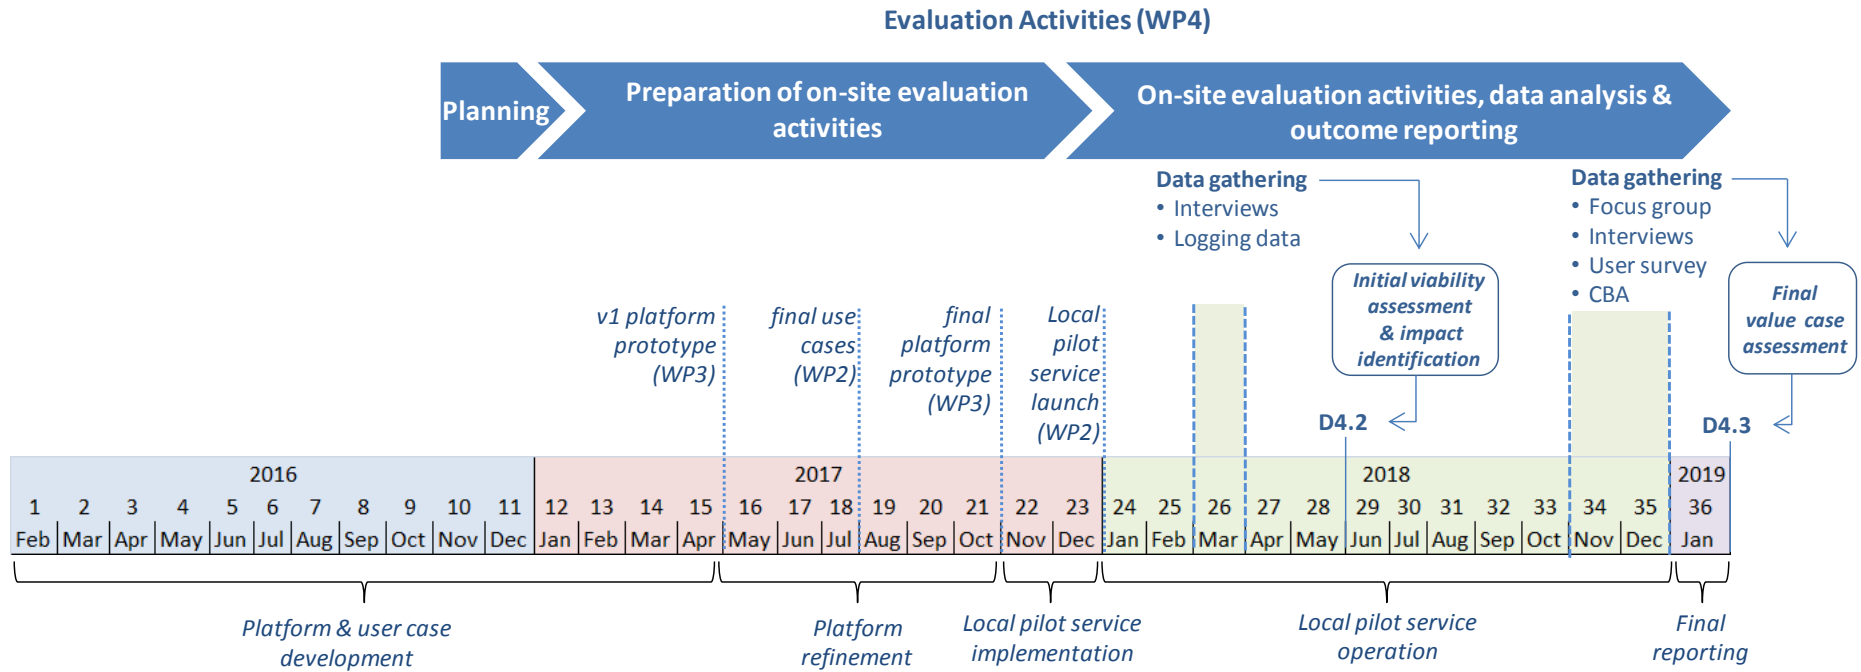 Evaluation Activities (WP4)
Planning
Preparation of on-site evaluation
activities
On-site evaluation activities, data analysis &
outcome reporting
Data gathering
• Interviews
• Logging data
Data gathering
• Focus group
• Interviews
• User survey
• CBA
Initial viability
assessment
& impact
identification
Final
value case
assessment
v1 platform
prototype
(WP3)
final use
cases
(WP2)
final
platform
prototype
(WP3)
Local
pilot
service
launch
(WP2)
D4.2
D4.3
2016 2017 2018 2019
1 2 3 4 5 6 7 8 9 10 11 12 13 14 15 16 17 18 19 20 21 22 23 24 25 26 27 28 29 30 31 32 33 34 35 36
Feb Mar Apr May Jun Jul Aug Sep Oct Nov Dec Jan Feb Mar Apr May Jun Jul Aug Sep Oct Nov Dec Jan Feb Mar Apr May Jun Jul Aug Sep Oct Nov Dec Jan
Platform & user case
development
Platform
refinement
Local pilot service
implementation
Local pilot service
operation
Final
reporting